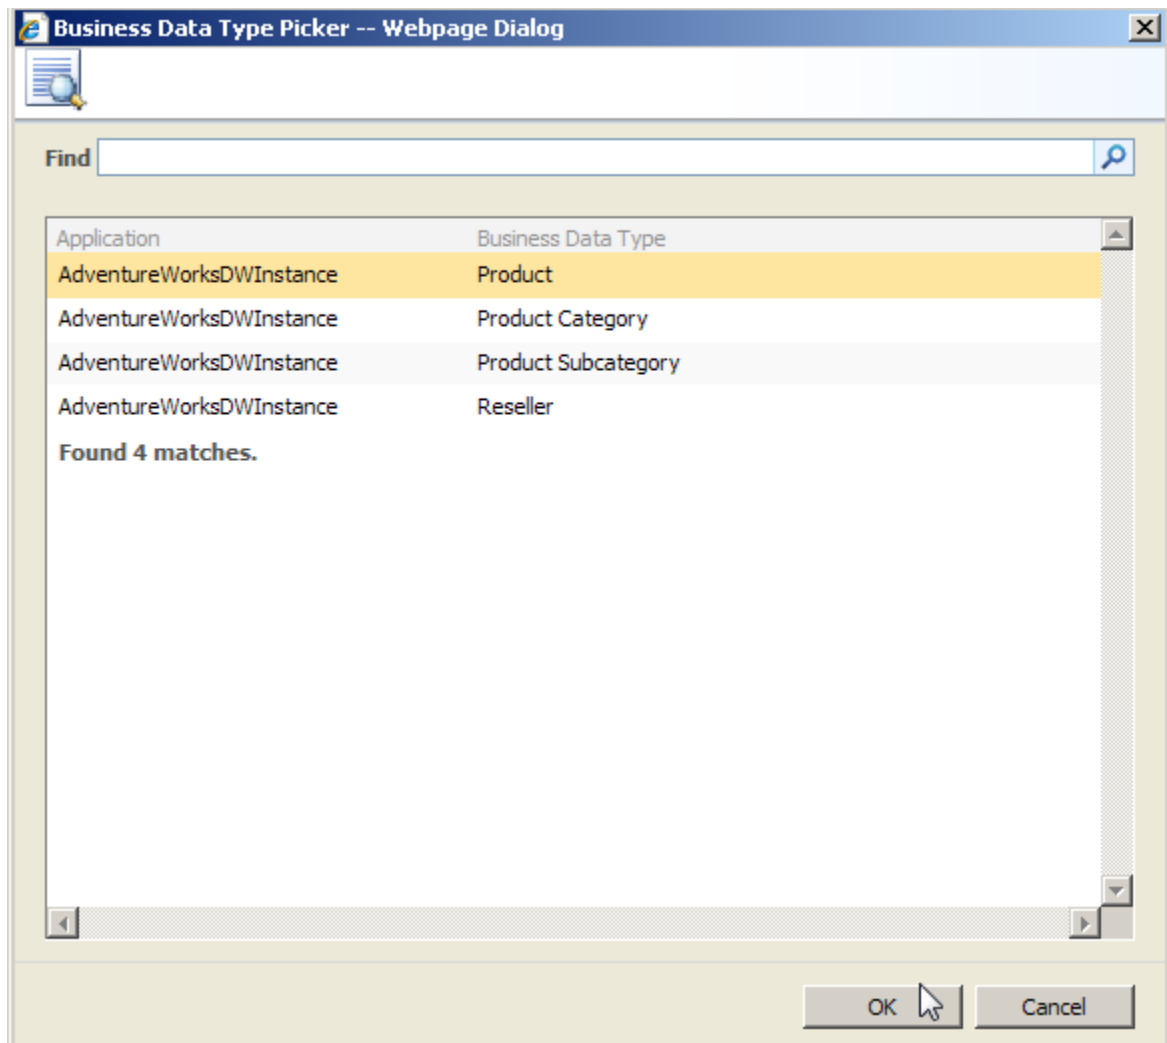 Business Data Type Picker -- Webpage Dialog
Find
Application Business Data Type
AdventureWorksDWInstance Product
AdventureWorksDWInstance Product Category
AdventureWorksDWInstance Product Subcategory
AdventureWorksDWInstance Reseller
Found 4 matches.
OK Cancel